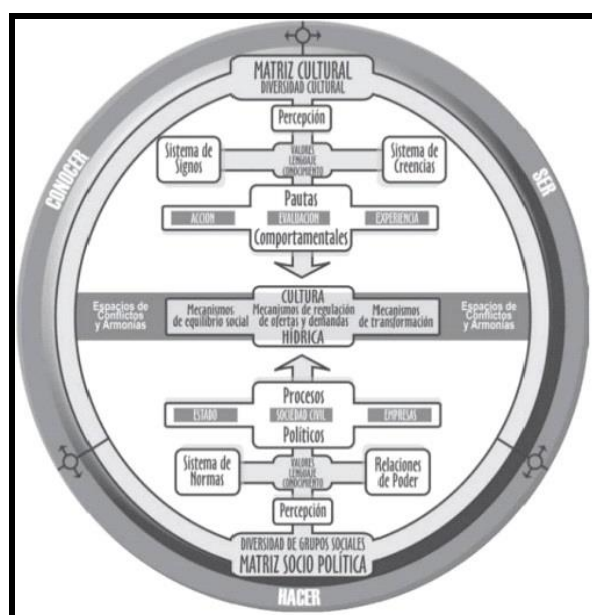 MATRIZ CULTURAL
DIVERSIDAD CULTURAL
Percepción
Sistema de
Signos
VALORES
LENGUAJE
CONOCIMIENTO
Sistema de
Creencias
CONOCER
SER
Pautas
ACCION
EVALUACION
EXPERIENCIA
Comportamentales
Espacios de
Conflictos
y Armonías
Mecanismos
de equilibrio social
CULTURA
Mecanismos de regulación
de ofertas y demandas
HÍDRICA
Mecanismos
de transformación
Espacios de
Conflictos
y Armonías
Procesos
ESTADO
SOCIEDAD CIVIL
EMPRESAS
Políticos
Sistema de
Normas
VALORES
LENGUAJE
CONOCIMIENTO
Relaciones
de Poder
Percepción
DIVERSIDAD DE GRUPOS SOCIALES
MATRIZ SOCIO POLÍTICA
HACER